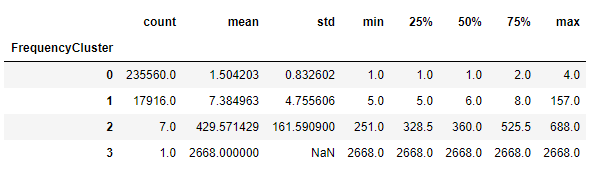 count mean std min 25% 50% 75% max
FrequencyCluster
0 235560.0 1.504203 0.832602 1.0 1.0 1.0 2.0 4.0
1 17916.0 7.384963 4.755606 5.0 5.0 6.0 8.0 157.0
2 7.0 429.571429 161.590900 251.0 328.5 360.0 525.5 688.0
3 1.0 2668.000000 NaN 2668.0 2668.0 2668.0 2668.0 2668.0